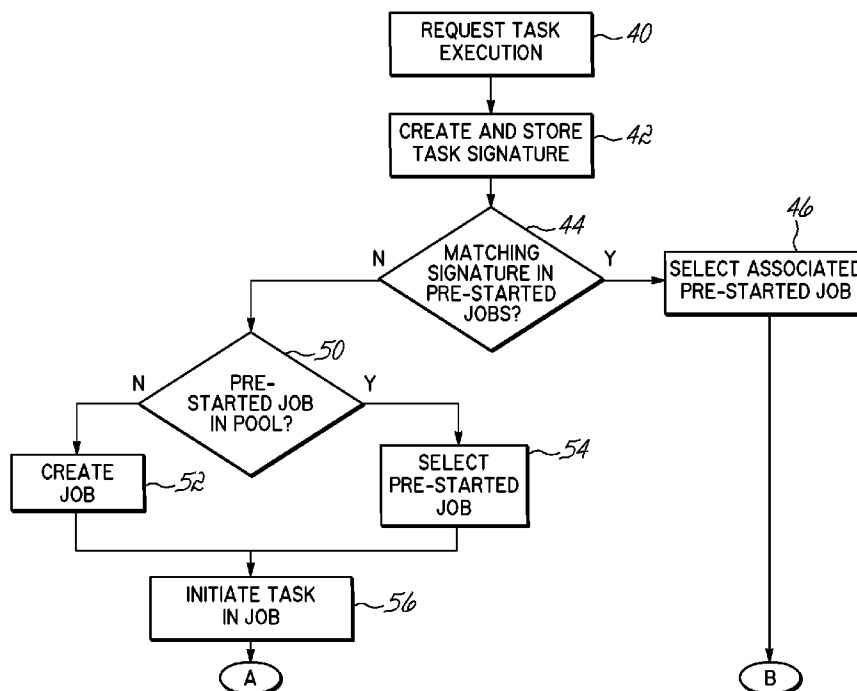 REQUEST TASK
EXECUTION
40
CREATE AND STORE
TASK SIGNATURE
42
44
46
MATCHING
SIGNATURE IN
PRE-STARTED
JOBS?
N
Y
SELECT ASSOCIATED
PRE-STARTED JOB
50
PRE-
STARTED JOB
IN POOL?
N
Y
CREATE
JOB
52
SELECT
PRE-STARTED
JOB
54
INITIATE TASK
IN JOB
56
A
B